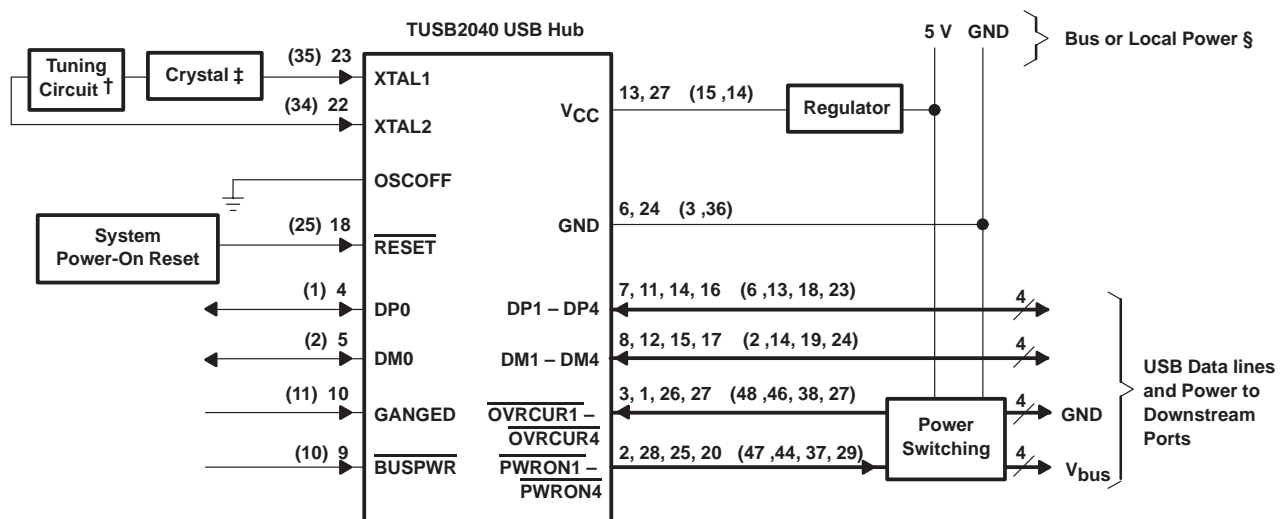 TUSB2040 USB Hub
5 V GND
Bus or Local Power §
Tuning
Circuit †
Crystal ‡
(35) 23
XTAL1
(34) 22
XTAL2
VCC
13, 27 (15 ,14)
Regulator
OSCOFF
System
Power-On Reset
(25) 18
RESET
GND
6, 24 (3 ,36)
(1) 4
DP0
DP1 – DP4
7, 11, 14, 16 (6 ,13, 18, 23)
4
(2) 5
DM0
DM1 – DM4
8, 12, 15, 17 (2 ,14, 19, 24)
4
(11) 10
GANGED
OVRCUR1 –
OVRCUR4
3, 1, 26, 27 (48 ,46, 38, 27)
4
GND
(10) 9
BUSPWR
PWRON1 –
PWRON4
2, 28, 25, 20 (47 ,44, 37, 29)
Power
Switching
4
Vbus
USB Data lines
and Power to
Downstream
Ports